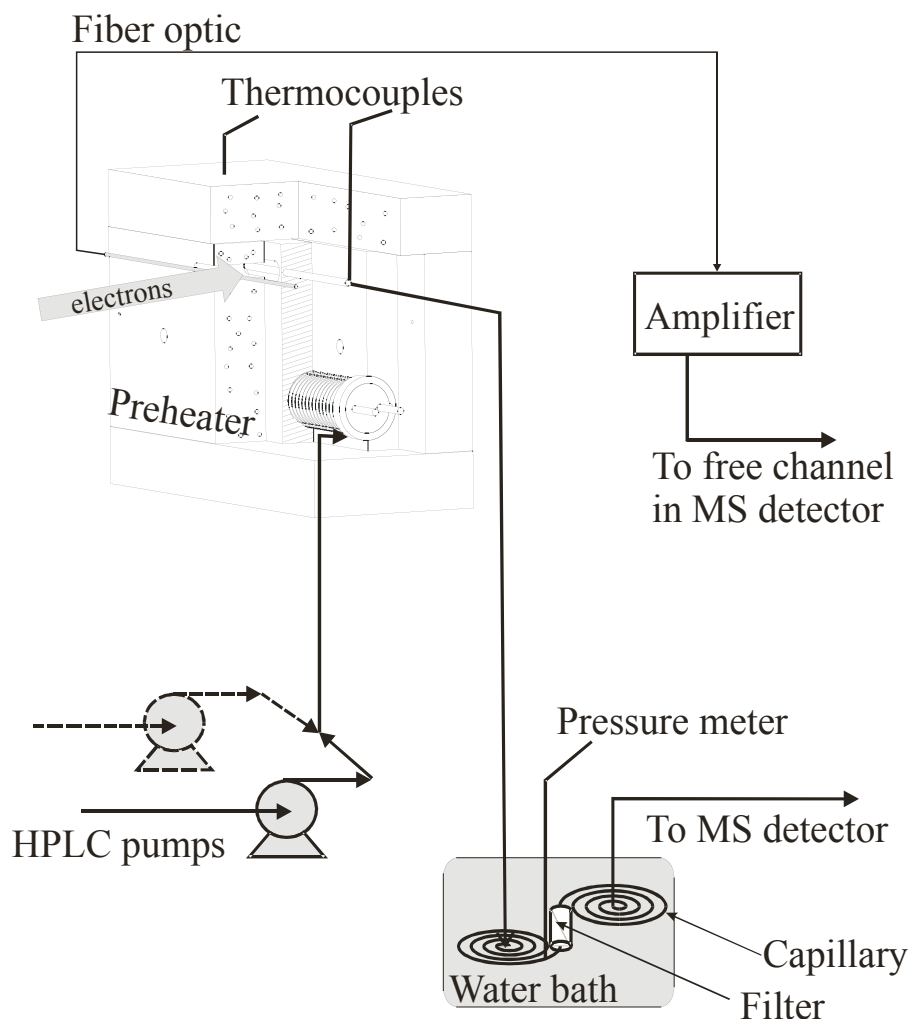 Fiber optic
Thermocouples
electrons
Amplifier
Preheater
To free channel
in MS detector
Pressure meter
To MS detector
HPLC pumps
Capillary
Water bath
Filter